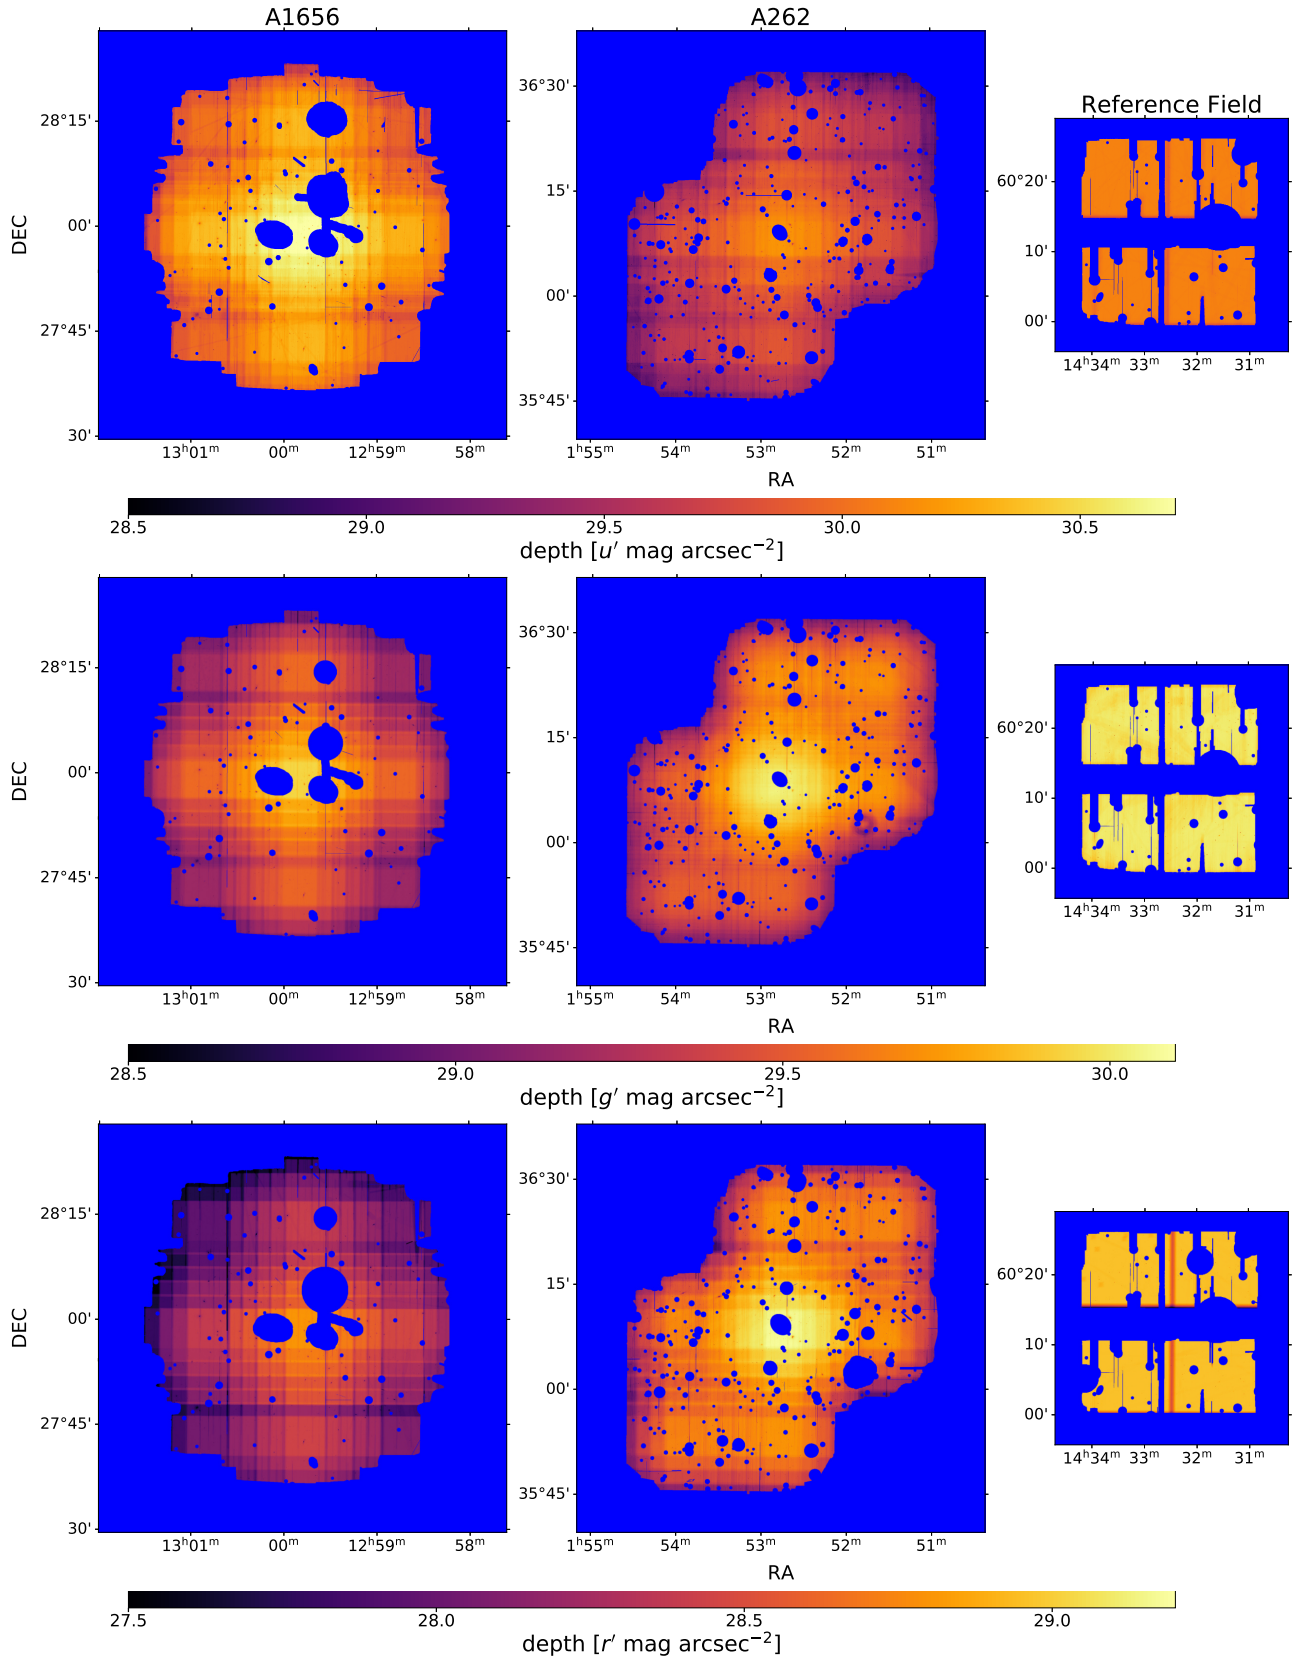 A1656 A262
Reference Field
DEC
28°15'
00'
27°45'
30'
13ʰ01ᵐ 00ᵐ 12ʰ59ᵐ 58ᵐ
36°30'
15'
00'
35°45'
1ʰ55ᵐ 54ᵐ 53ᵐ 52ᵐ 51ᵐ
60°20'
10'
00'
14ʰ34ᵐ 33ᵐ 32ᵐ 31ᵐ
RA
28.5 29.0 29.5 30.0 30.5
depth [u′ mag arcsec⁻²]
DEC
28°15'
00'
27°45'
30'
13ʰ01ᵐ 00ᵐ 12ʰ59ᵐ 58ᵐ
36°30'
15'
00'
35°45'
1ʰ55ᵐ 54ᵐ 53ᵐ 52ᵐ 51ᵐ
60°20'
10'
00'
14ʰ34ᵐ 33ᵐ 32ᵐ 31ᵐ
RA
28.5 29.0 29.5 30.0
depth [g′ mag arcsec⁻²]
DEC
28°15'
00'
27°45'
30'
13ʰ01ᵐ 00ᵐ 12ʰ59ᵐ 58ᵐ
36°30'
15'
00'
35°45'
1ʰ55ᵐ 54ᵐ 53ᵐ 52ᵐ 51ᵐ
60°20'
10'
00'
14ʰ34ᵐ 33ᵐ 32ᵐ 31ᵐ
RA
27.5 28.0 28.5 29.0
depth [r′ mag arcsec⁻²]